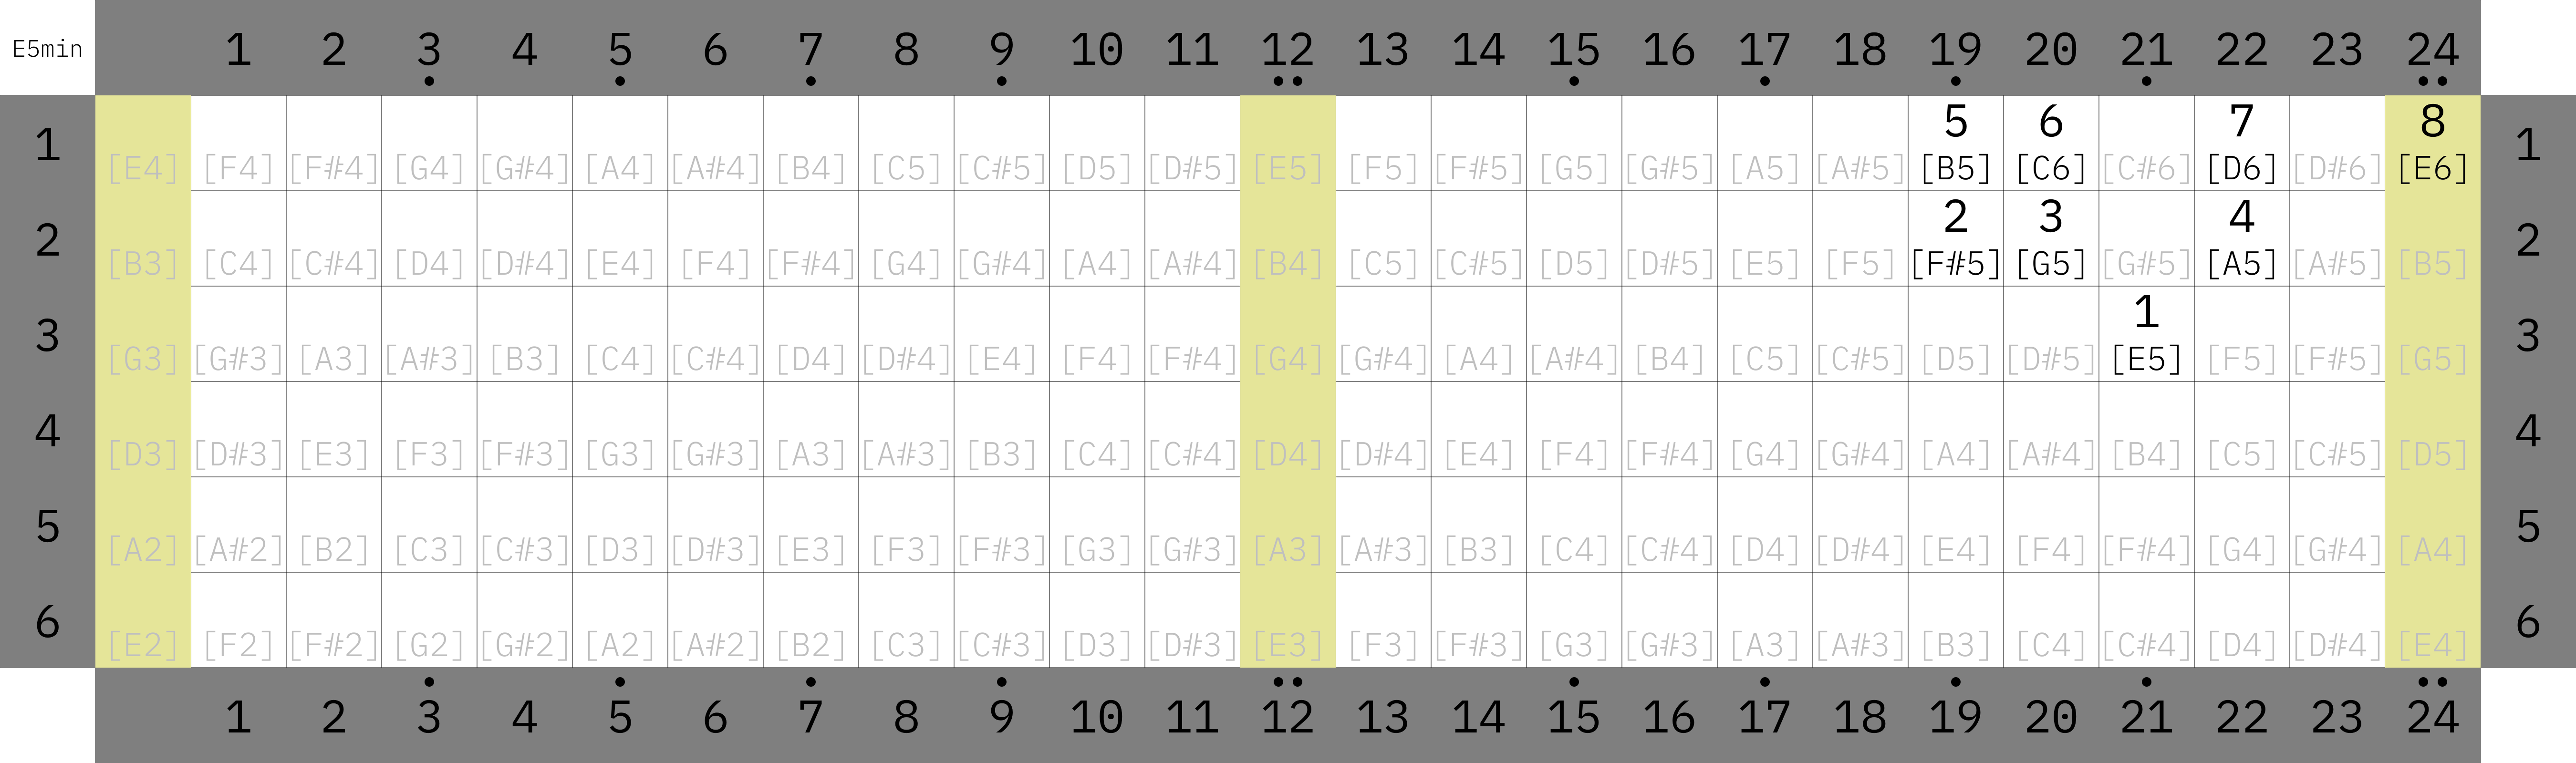 E5min 1 2 3 4 5 6 7 8 9 10 11 12 13 14 15 16 17 18 19 20 21 22 23 24
5 6 7 8
1 [E4] [F4] [F#4] [G4] [G#4] [A4] [A#4] [B4] [C5] [C#5] [D5] [D#5] [E5] [F5] [F#5] [G5] [G#5] [A5] [A#5] [B5] [C6] [C#6] [D6] [D#6] [E6] 1
2 3 4
2 [B3] [C4] [C#4] [D4] [D#4] [E4] [F4] [F#4] [G4] [G#4] [A4] [A#4] [B4] [C5] [C#5] [D5] [D#5] [E5] [F5] [F#5] [G5] [G#5] [A5] [A#5] [B5] 2
1
3 [G3] [G#3] [A3] [A#3] [B3] [C4] [C#4] [D4] [D#4] [E4] [F4] [F#4] [G4] [G#4] [A4] [A#4] [B4] [C5] [C#5] [D5] [D#5] [E5] [F5] [F#5] [G5] 3
4 [D3] [D#3] [E3] [F3] [F#3] [G3] [G#3] [A3] [A#3] [B3] [C4] [C#4] [D4] [D#4] [E4] [F4] [F#4] [G4] [G#4] [A4] [A#4] [B4] [C5] [C#5] [D5] 4
5 [A2] [A#2] [B2] [C3] [C#3] [D3] [D#3] [E3] [F3] [F#3] [G3] [G#3] [A3] [A#3] [B3] [C4] [C#4] [D4] [D#4] [E4] [F4] [F#4] [G4] [G#4] [A4] 5
6 [E2] [F2] [F#2] [G2] [G#2] [A2] [A#2] [B2] [C3] [C#3] [D3] [D#3] [E3] [F3] [F#3] [G3] [G#3] [A3] [A#3] [B3] [C4] [C#4] [D4] [D#4] [E4] 6
1 2 3 4 5 6 7 8 9 10 11 12 13 14 15 16 17 18 19 20 21 22 23 24